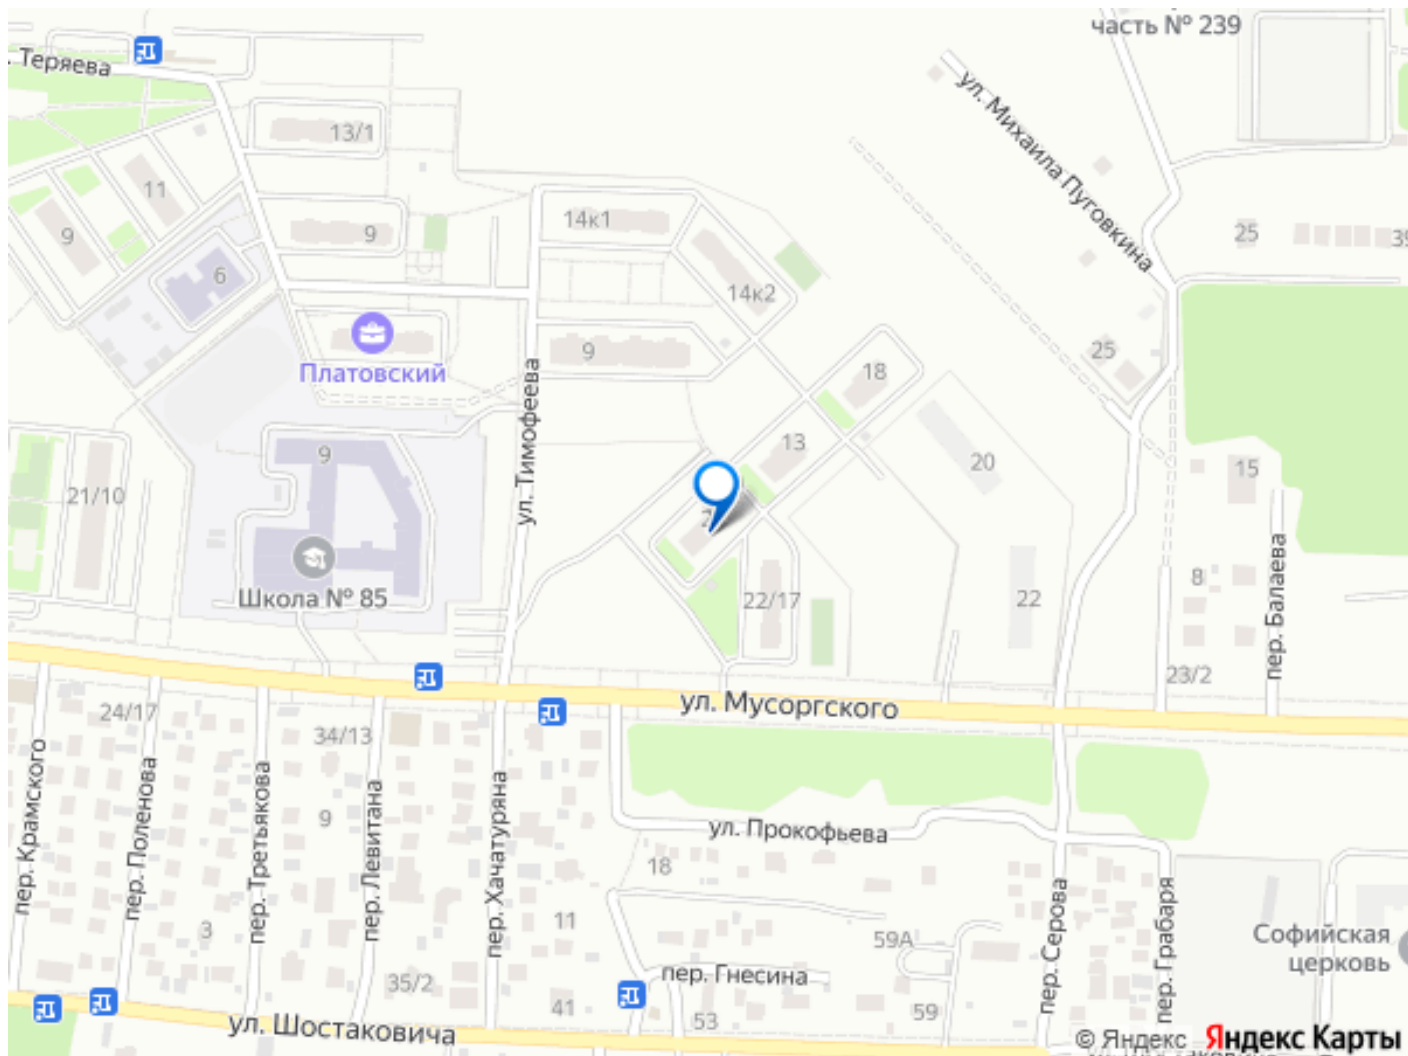 часть № 239
. Теряева
ул. Михаила Пуговкина
13/1
11
9
9
6
14к1
14к2
25
39
25
Платовский
9
18
ул. Тимофеева
9
13
20
15
21/10
2
Школа № 85
22/17
22
8
пер. Балаева
23/2
ул. Мусоргского
24/17
34/13
пер. Крамского
пер. Поленова
пер. Третьякова
пер. Левитана
пер. Хачатуряна
9
ул. Прокофьева
18
3
11
59А
пер. Серова
пер. Грабаря
Софийская
церковь
пер. Гнесина
35/2
41
53
59
ул. Шостаковича
© Яндекс Яндекс Карты